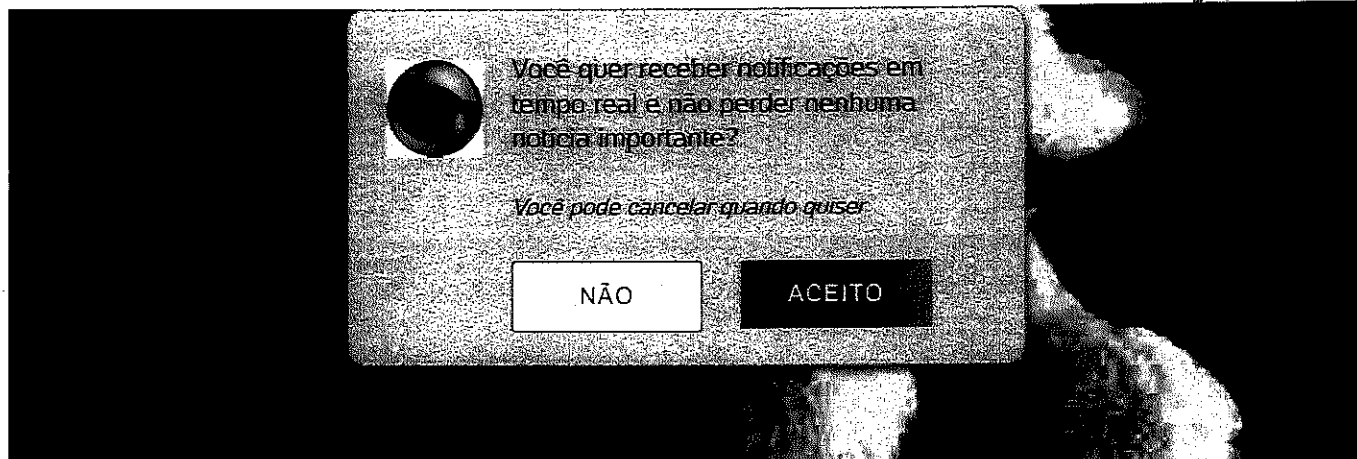 Você quer receber notificações em
tempo real e não perder nenhuma
notícia importante?
Você pode cancelar quando quiser
NÃO
ACEITO